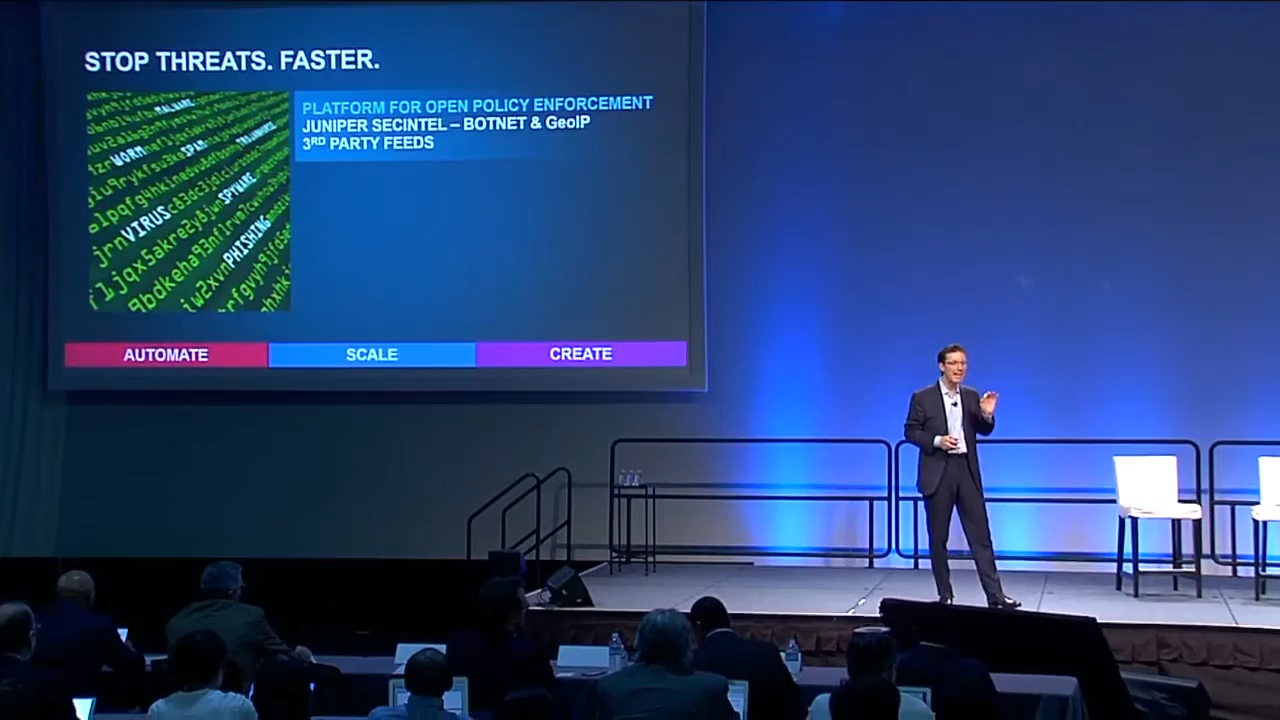 STOP THREATS. FASTER.
PLATFORM FOR OPEN POLICY ENFORCEMENT
JUNIPER SECINTEL – BOTNET & GeoIP
3RD PARTY FEEDS
MALWARE
WORM
SPAM
SPYWARE
VIRUS
PHISHING
AUTOMATE
SCALE
CREATE